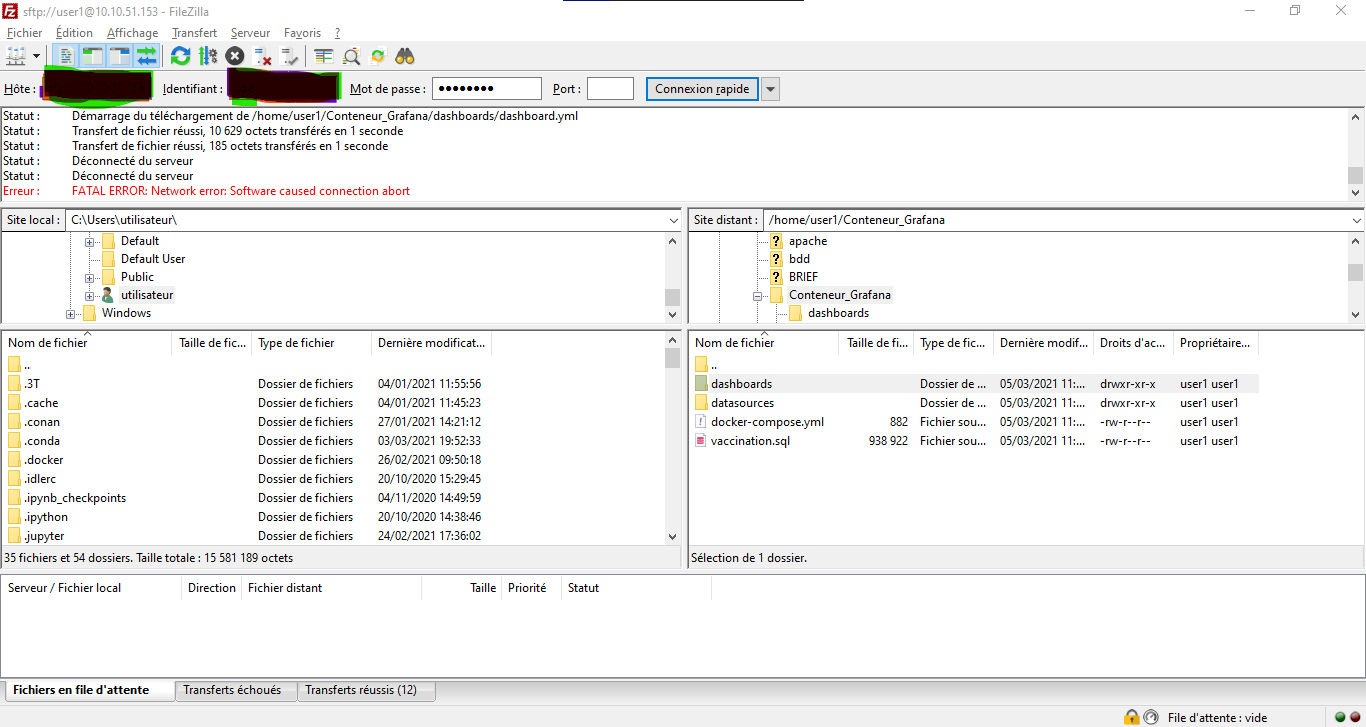 sftp://user1@10.10.51.153 - FileZilla
Fichier Édition Affichage Transfert Serveur Favoris ?
Hôte : Identifiant : Mot de passe : ●●●●●●●● Port : Connexion rapide
Statut : Démarrage du téléchargement de /home/user1/Conteneur_Grafana/dashboards/dashboard.yml
Statut : Transfert de fichier réussi, 10 629 octets transférés en 1 seconde
Statut : Transfert de fichier réussi, 185 octets transférés en 1 seconde
Statut : Déconnecté du serveur
Statut : Déconnecté du serveur
Erreur : FATAL ERROR: Network error: Software caused connection abort
Site local : C:\Users\utilisateur\
Default
Default User
Public
utilisateur
Windows
Nom de fichier Taille de fic... Type de fichier Dernière modificat...
..
.3T Dossier de fichiers 04/01/2021 11:55:56
.cache Dossier de fichiers 04/01/2021 11:45:23
.conan Dossier de fichiers 27/01/2021 14:21:12
.conda Dossier de fichiers 03/03/2021 19:52:33
.docker Dossier de fichiers 26/02/2021 09:50:18
.idlerc Dossier de fichiers 20/10/2020 15:29:45
.ipynb_checkpoints Dossier de fichiers 04/11/2020 14:49:59
.ipython Dossier de fichiers 20/10/2020 14:38:46
.jupyter Dossier de fichiers 24/02/2021 17:36:02
35 fichiers et 54 dossiers. Taille totale : 15 581 189 octets
Site distant : /home/user1/Conteneur_Grafana
? apache
? bdd
? BRIEF
Conteneur_Grafana
dashboards
Nom de fichier Taille de fi... Type de fic... Dernière modif... Droits d'ac... Propriétaire...
..
dashboards Dossier de ... 05/03/2021 11:... drwxr-xr-x user1 user1
datasources Dossier de ... 05/03/2021 11:... drwxr-xr-x user1 user1
docker-compose.yml 882 Fichier sou... 05/03/2021 11:... -rw-r--r-- user1 user1
vaccination.sql 938 922 Fichier sou... 05/03/2021 11:... -rw-r--r-- user1 user1
Sélection de 1 dossier.
Serveur / Fichier local Direction Fichier distant Taille Priorité Statut
Fichiers en file d'attente Transferts échoués Transferts réussis (12)
File d'attente : vide